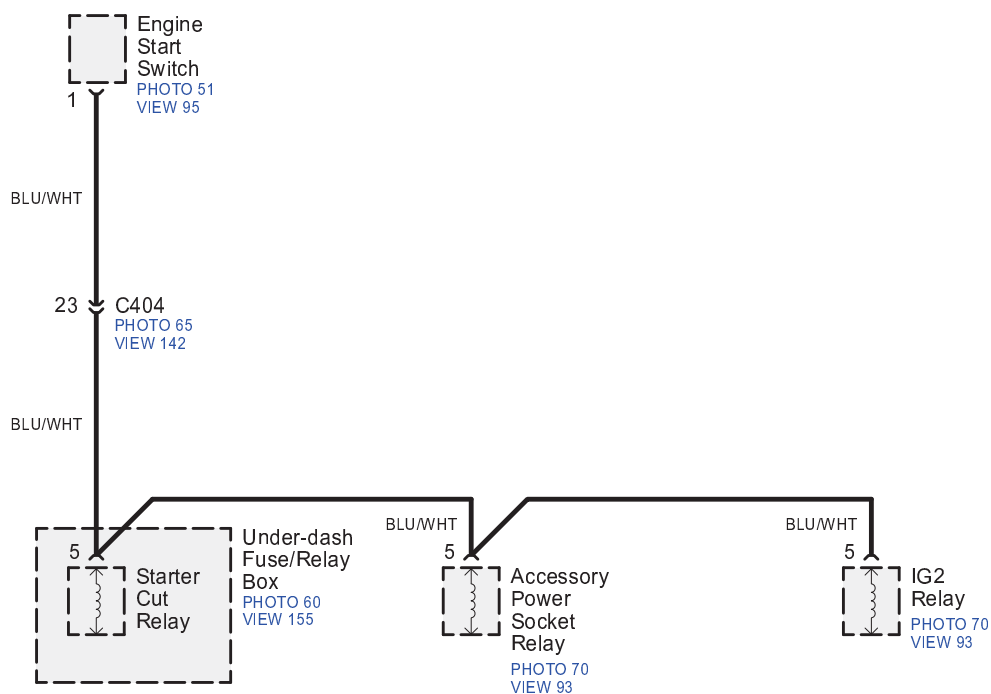 Engine
Start
Switch
PHOTO 51
VIEW 95
1
BLU/WHT
23
C404
PHOTO 65
VIEW 142
BLU/WHT
5
Starter
Cut
Relay
Under-dash
Fuse/Relay
Box
PHOTO 60
VIEW 155
BLU/WHT
5
Accessory
Power
Socket
Relay
PHOTO 70
VIEW 93
BLU/WHT
5
IG2
Relay
PHOTO 70
VIEW 93